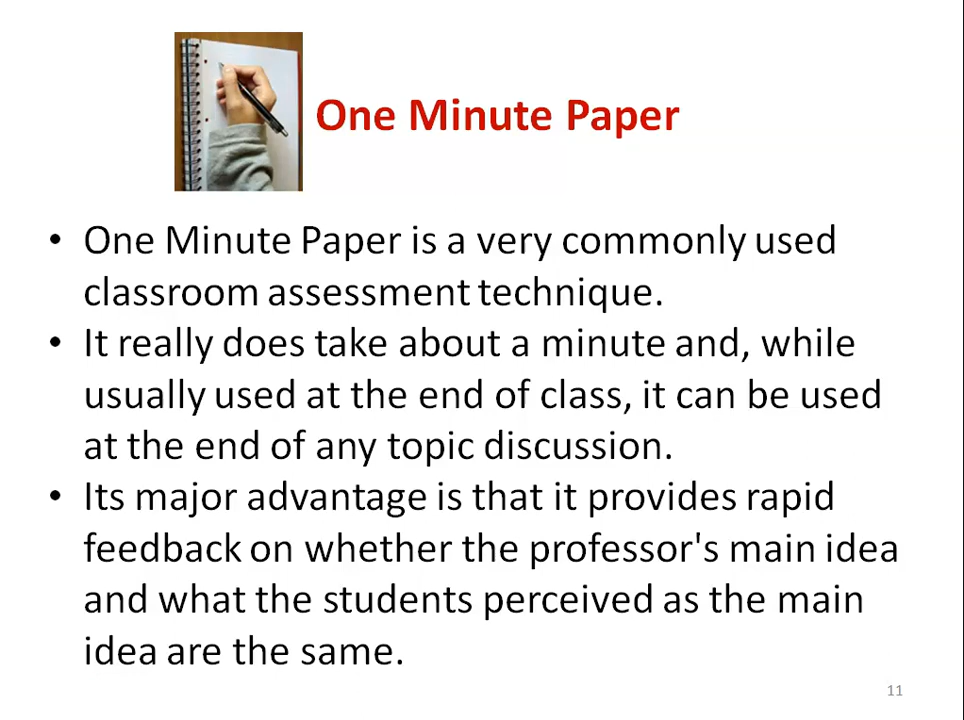 One Minute Paper
• One Minute Paper is a very commonly used
classroom assessment technique.
• It really does take about a minute and, while
usually used at the end of class, it can be used
at the end of any topic discussion.
• Its major advantage is that it provides rapid
feedback on whether the professor's main idea
and what the students perceived as the main
idea are the same.
11